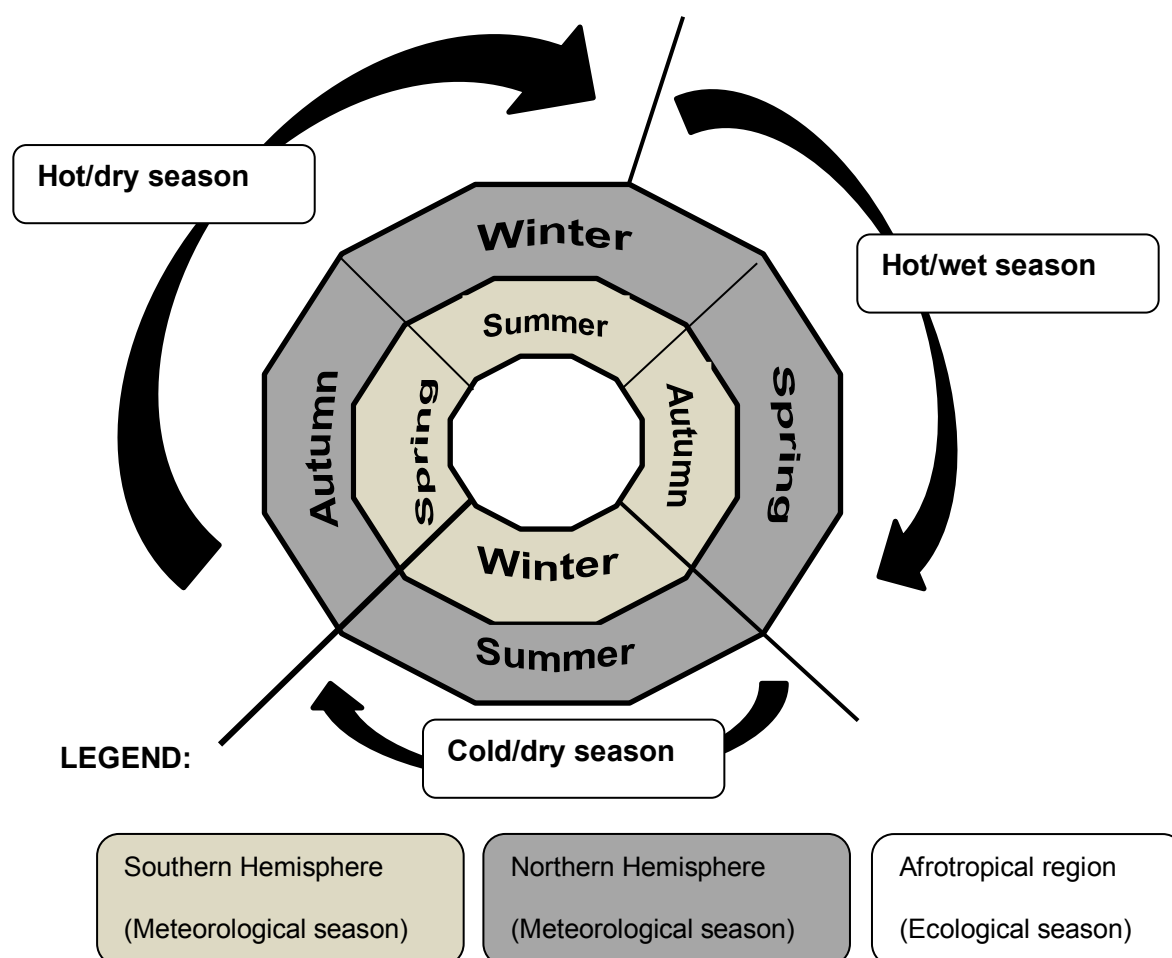 Hot/dry season
Hot/wet season
Winter
Summer
Autumn
Spring
Autumn
Spring
Winter
Summer
Cold/dry season
LEGEND:
Southern Hemisphere
(Meteorological season)
Northern Hemisphere
(Meteorological season)
Afrotropical region
(Ecological season)